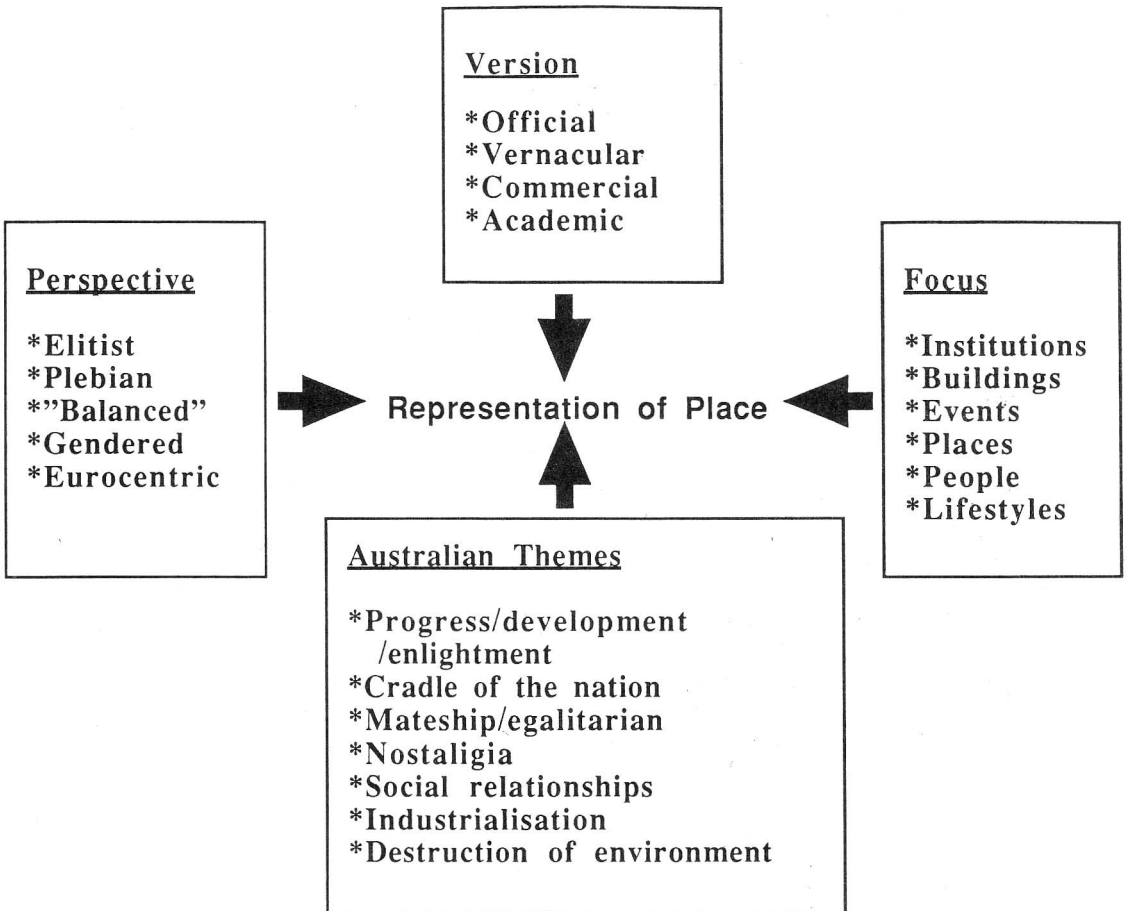 Version
*Official
*Vernacular
*Commercial
*Academic
Perspective
*Elitist
*Plebian
*”Balanced”
*Gendered
*Eurocentric
Representation of Place
Focus
*Institutions
*Buildings
*Events
*Places
*People
*Lifestyles
Australian Themes
*Progress/development
/enlightment
*Cradle of the nation
*Mateship/egalitarian
*Nostaligia
*Social relationships
*Industrialisation
*Destruction of environment